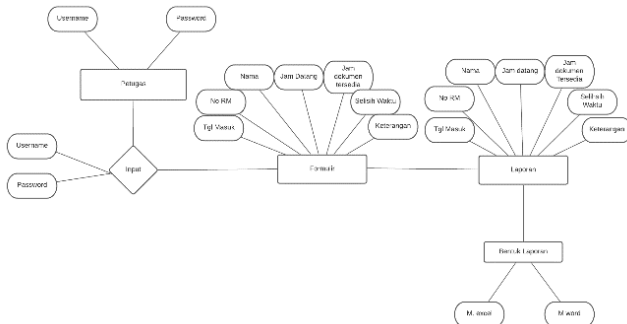 Username
Password
Petugas
Username
Password
Input
Nama
Jam Datang
Jam
dokumen
tersedia
No RM
Selisih Waktu
Tgl Masuk
Keterangan
Formulir
Nama
Jam datang
Jam
dokumen
Tersedia
No RM
Selisih
Waktu
Tgl Masuk
Keterangan
Laporan
Bentuk Laporan
M. excel
M word